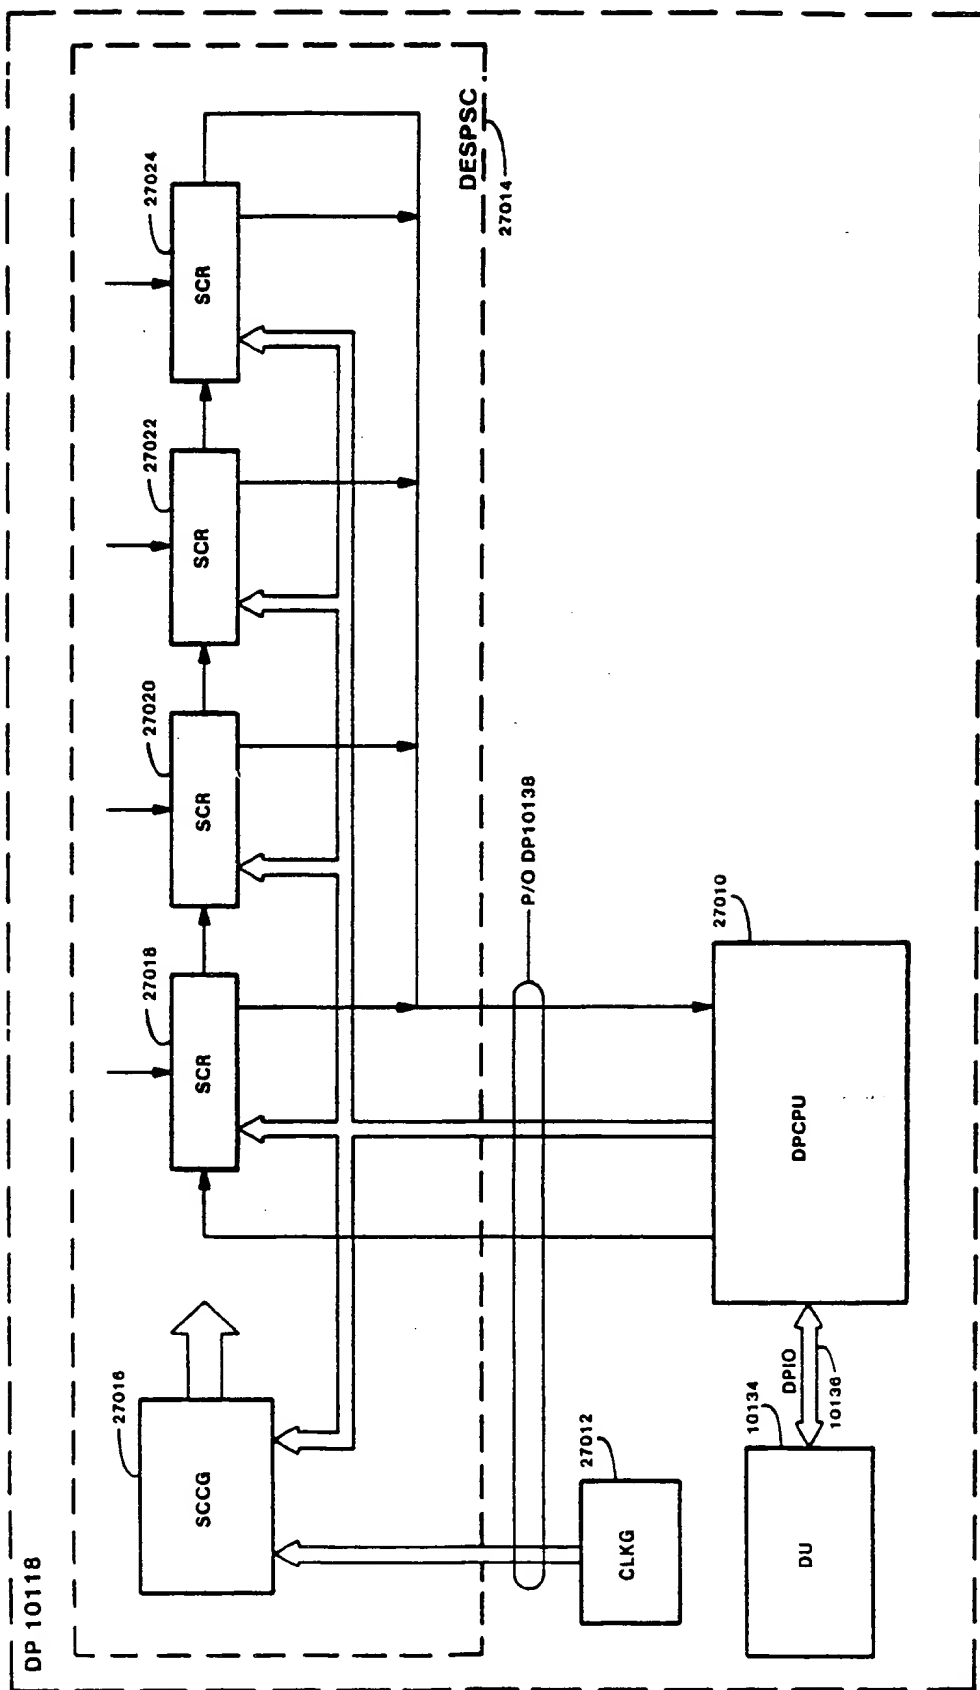 DP 10118
DESPSC
27014
27016
SCCG
27018
SCR
27020
SCR
27022
SCR
27024
SCR
P/O DP10138
27012
CLKG
27010
DPCPU
10134
DU
DPIO
10136